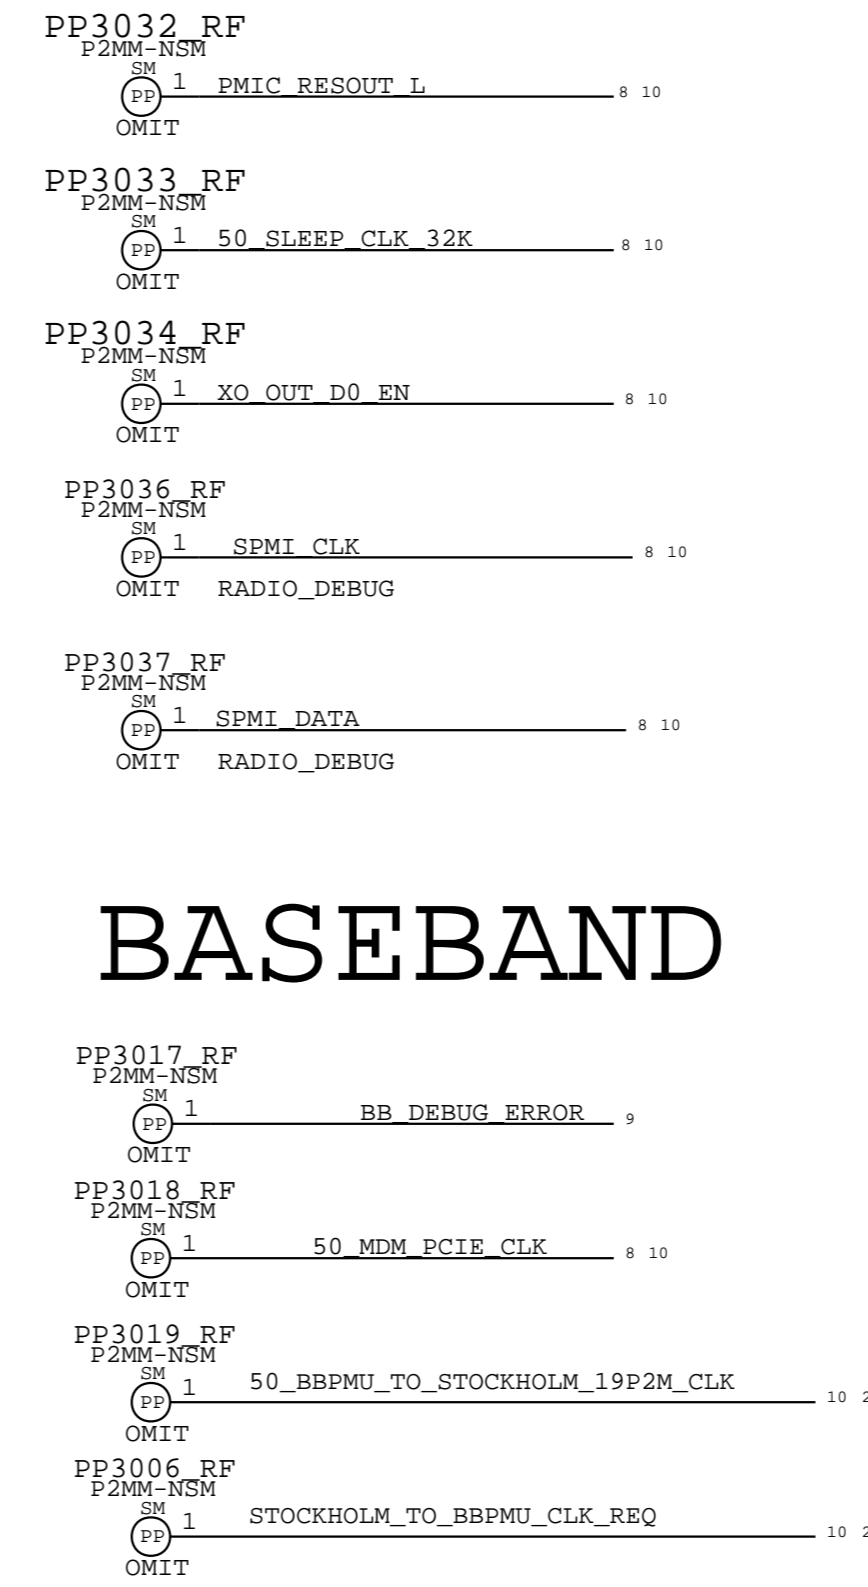 PP3032_RF
P2MM-NSM
SM
PP 1 PMIC_RESOUT_L 8 10
OMIT
PP3033_RF
P2MM-NSM
SM
PP 1 50_SLEEP_CLK_32K 8 10
OMIT
PP3034_RF
P2MM-NSM
SM
PP 1 XO_OUT_D0_EN 8 10
OMIT
PP3036_RF
P2MM-NSM
SM
PP 1 SPMI_CLK 8 10
OMIT RADIO_DEBUG
PP3037_RF
P2MM-NSM
SM
PP 1 SPMI_DATA 8 10
OMIT RADIO_DEBUG
BASEBAND
PP3017_RF
P2MM-NSM
SM
PP 1 BB_DEBUG_ERROR 9
OMIT
PP3018_RF
P2MM-NSM
SM
PP 1 50_MDM_PCIE_CLK 8 10
OMIT
PP3019_RF
P2MM-NSM
SM
PP 1 50_BBPMU_TO_STOCKHOLM_19P2M_CLK 10
OMIT
PP3006_RF
P2MM-NSM
SM
PP 1 STOCKHOLM_TO_BBPMU_CLK_REQ 10
OMIT